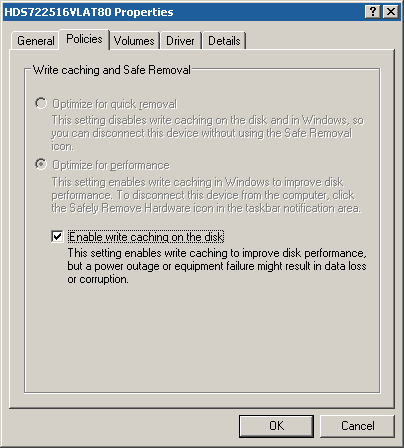 HDS722516VLAT80 Properties
General Policies Volumes Driver Details
Write caching and Safe Removal
Optimize for quick removal
This setting disables write caching on the disk and in Windows, so
you can disconnect this device without using the Safe Removal
icon.
Optimize for performance
This setting enables write caching in Windows to improve disk
performance. To disconnect this device from the computer, click
the Safely Remove Hardware icon in the taskbar notification area.
Enable write caching on the disk
This setting enables write caching to improve disk performance,
but a power outage or equipment failure might result in data loss
or corruption.
OK Cancel